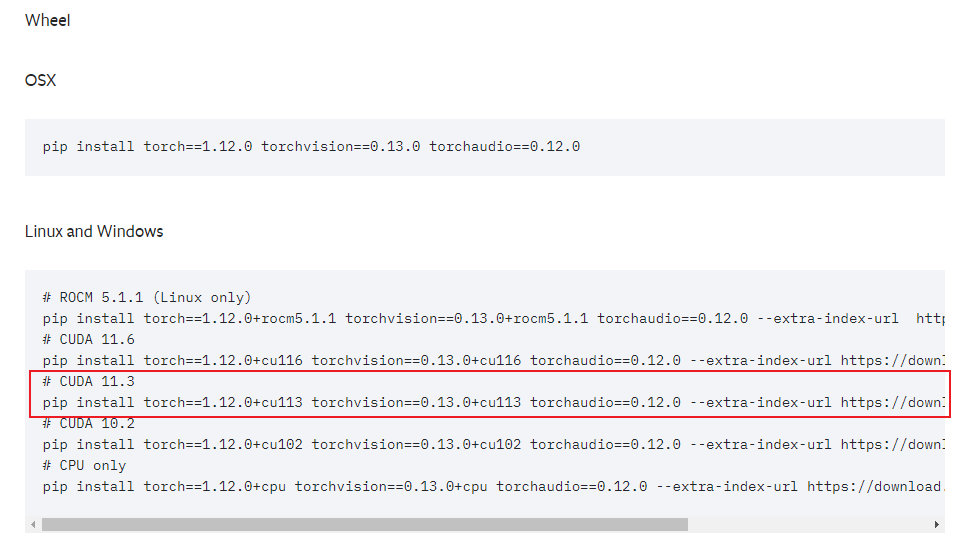 Wheel
OSX
pip install torch==1.12.0 torchvision==0.13.0 torchaudio==0.12.0
Linux and Windows
# ROCM 5.1.1 (Linux only)
pip install torch==1.12.0+rocm5.1.1 torchvision==0.13.0+rocm5.1.1 torchaudio==0.12.0 --extra-index-url  http
# CUDA 11.6
pip install torch==1.12.0+cu116 torchvision==0.13.0+cu116 torchaudio==0.12.0 --extra-index-url https://downl
# CUDA 11.3
pip install torch==1.12.0+cu113 torchvision==0.13.0+cu113 torchaudio==0.12.0 --extra-index-url https://downl
# CUDA 10.2
pip install torch==1.12.0+cu102 torchvision==0.13.0+cu102 torchaudio==0.12.0 --extra-index-url https://downl
# CPU only
pip install torch==1.12.0+cpu torchvision==0.13.0+cpu torchaudio==0.12.0 --extra-index-url https://download.